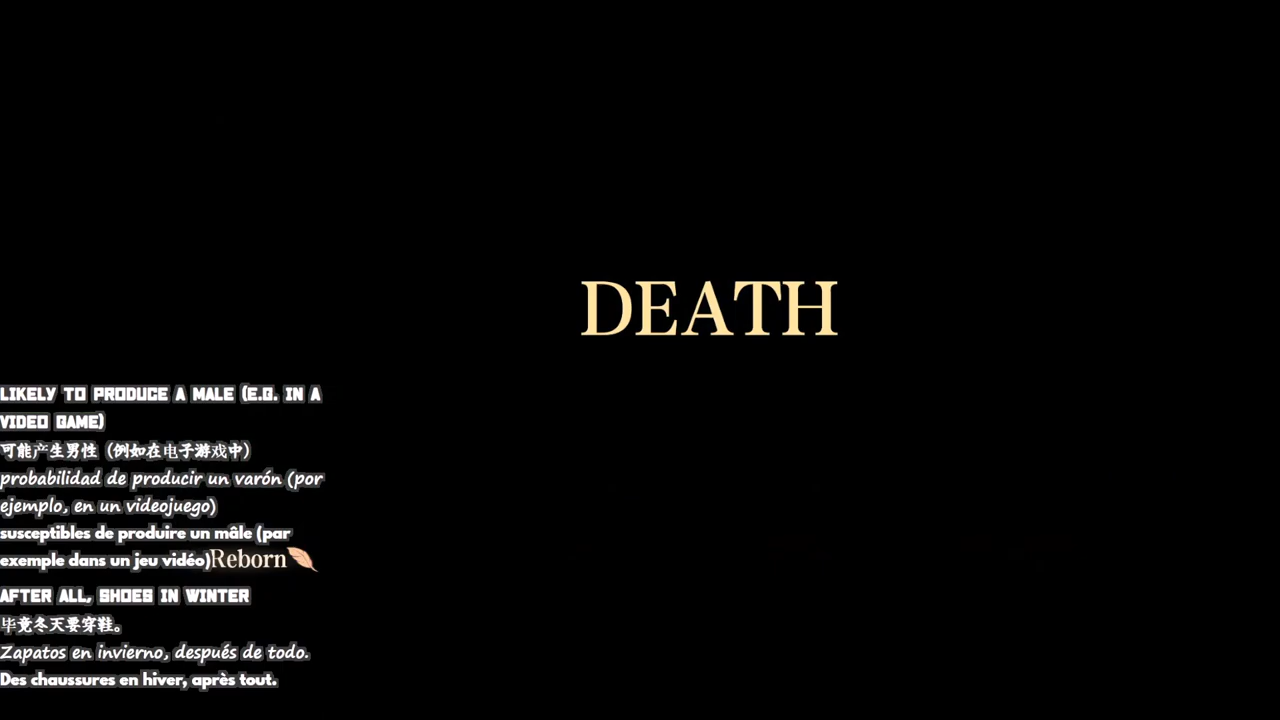 DEATH
LIKELY TO PRODUCE A MALE (E.G. IN A
VIDEO GAME)
可能产生男性（例如在电子游戏中）
probabilidad de producir un varón (por
ejemplo, en un videojuego)
susceptibles de produire un mâle (par
exemple dans un jeu vidéo)
Reborn
AFTER ALL, SHOES IN WINTER
毕竟冬天要穿鞋。
Zapatos en invierno, después de todo.
Des chaussures en hiver, après tout.